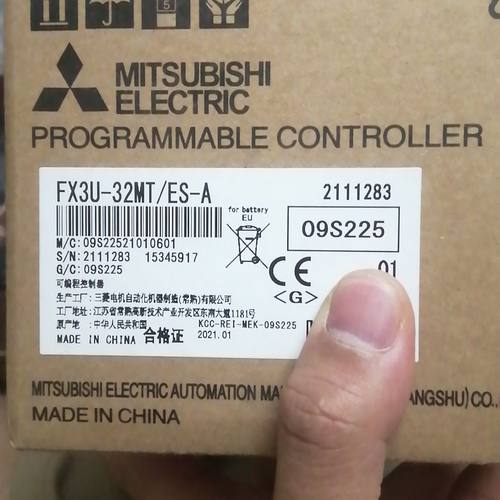 MITSUBISHI
ELECTRIC
PROGRAMMABLE CONTROLLER
FX3U-32MT/ES-A
2111283
for battery
EU
09S225
M/C: 09S22521010601
S/N: 2111283 15345917
G/C: 09S225
01
<G>
可编程控制器
生产工厂: 三菱电机自动化机器制造(常熟)有限公司
工厂地址: 江苏省常熟高新技术产业开发区东南大道1181号
原产地 :中华人民共和国
KCC-REI-MEK-09S225
MADE IN CHINA 合格证 2021.01
MITSUBISHI ELECTRIC AUTOMATION MA ANGSHU)CO.,
MADE IN CHINA